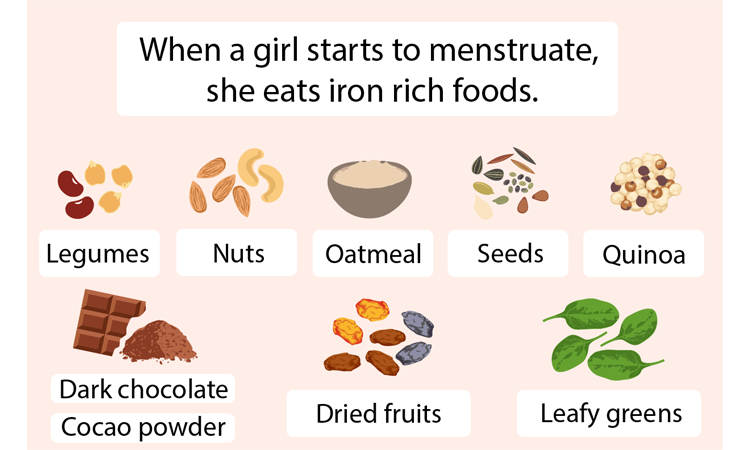 When a girl starts to menstruate,
she eats iron rich foods.
Legumes
Nuts
Oatmeal
Seeds
Quinoa
Dark chocolate
Cocao powder
Dried fruits
Leafy greens